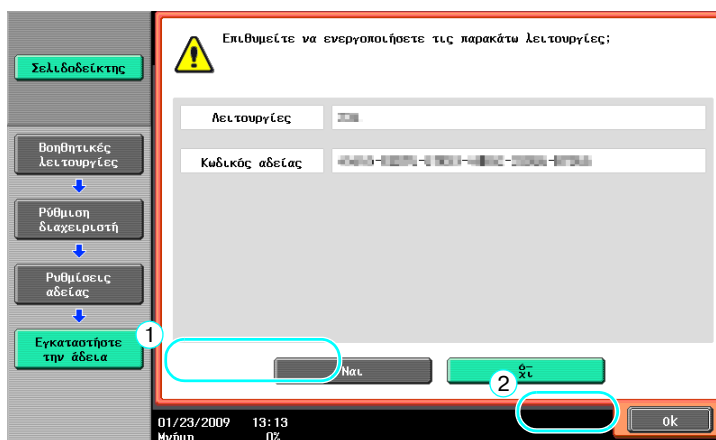 Επιθυμείτε να ενεργοποιήσετε τις παρακάτω λειτουργίες;
Σελιδοδείκτης
Λειτουργίες
Κωδικός αδείας
Βοηθητικές
λειτουργίες
Ρύθμιση
διαχειριστή
Ρυθμίσεις
αδείας
Εγκαταστήστε
την άδεια
1
Ναι
ό-
χι
2
01/23/2009 13:13
Μνήμη 0%
ok